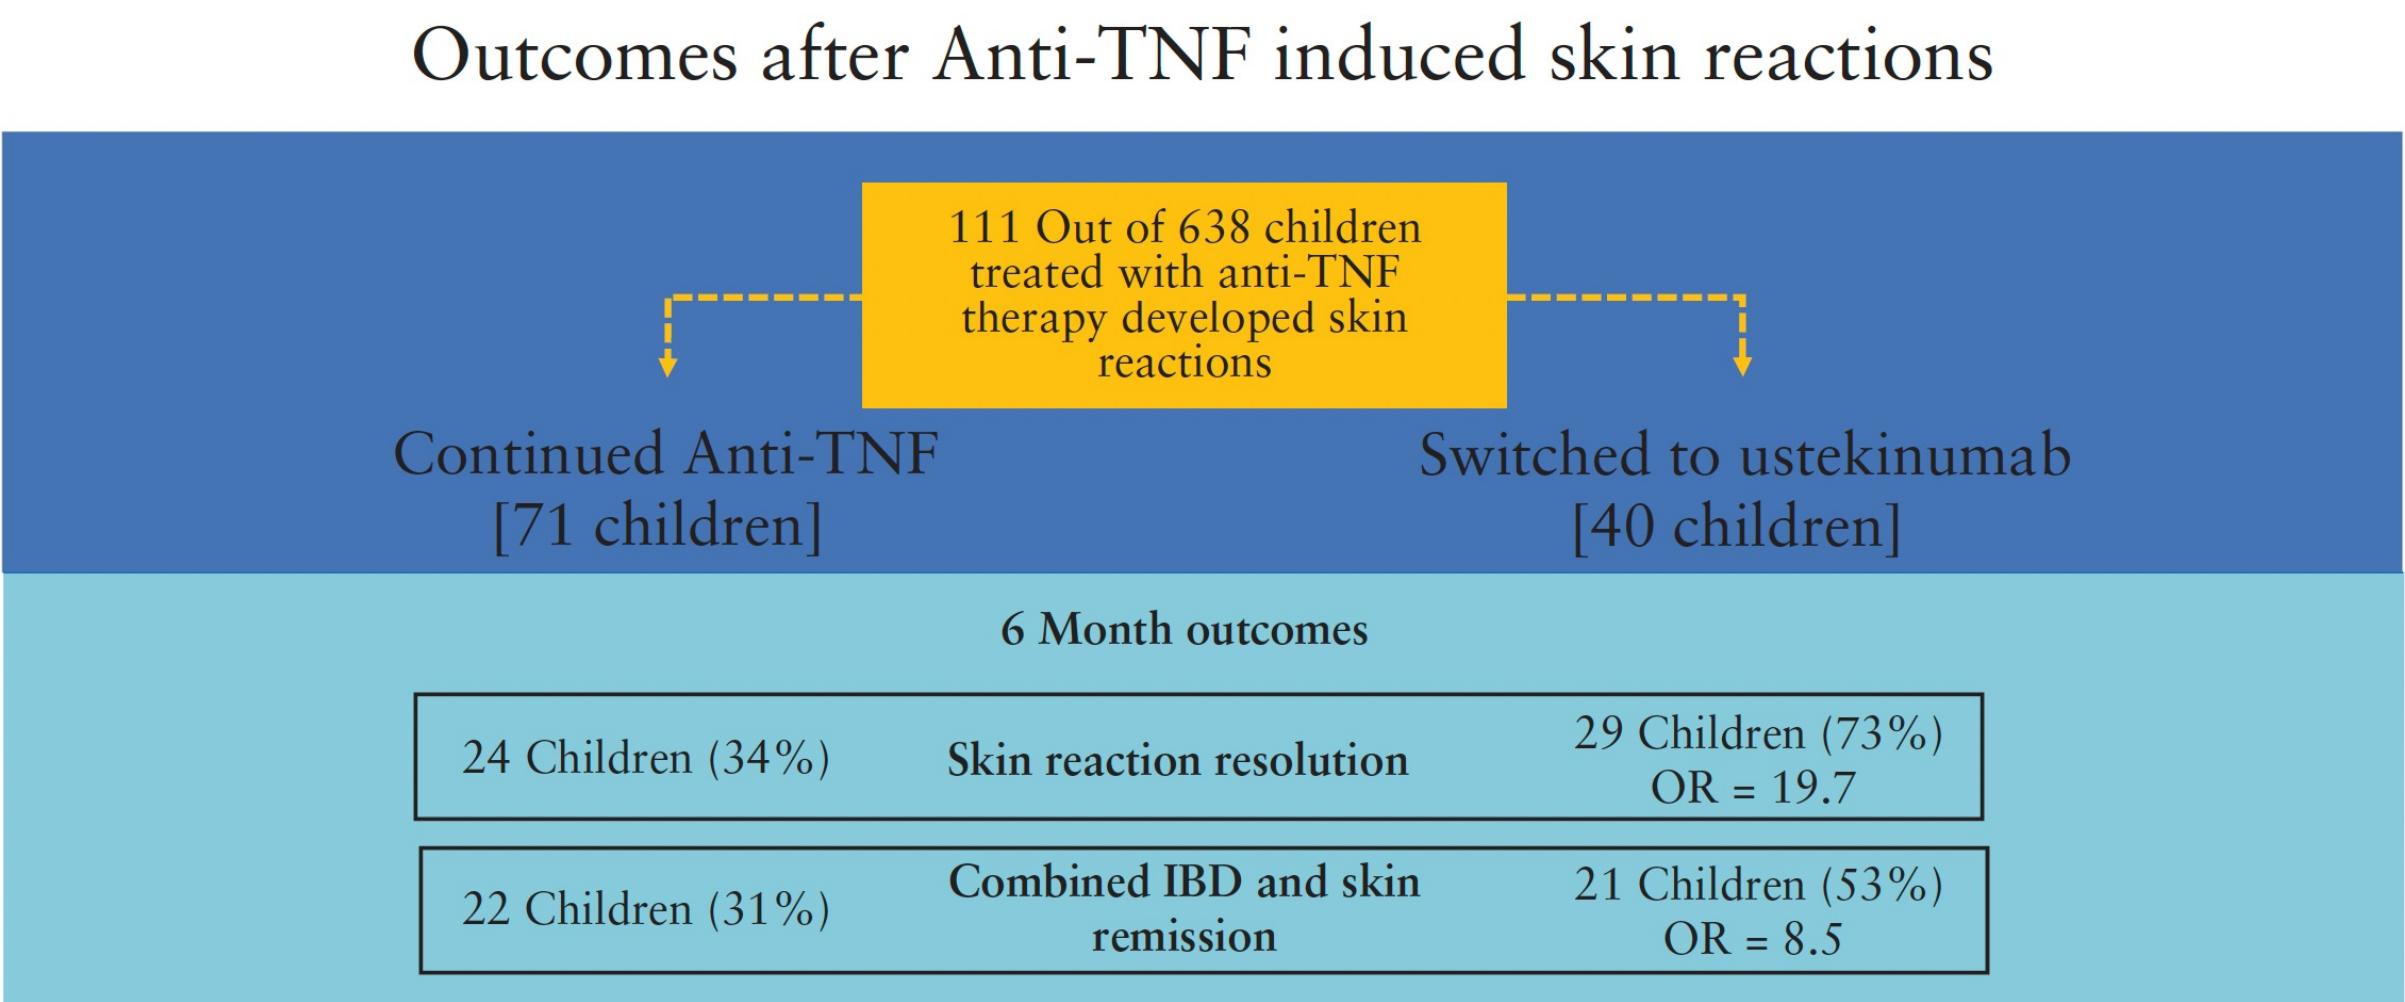 Outcomes after Anti-TNF induced skin reactions
111 Out of 638 children
treated with anti-TNF
therapy developed skin
reactions
Continued Anti-TNF
[71 children]
Switched to ustekinumab
[40 children]
6 Month outcomes
24 Children (34%)
Skin reaction resolution
29 Children (73%)
OR = 19.7
22 Children (31%)
Combined IBD and skin
remission
21 Children (53%)
OR = 8.5